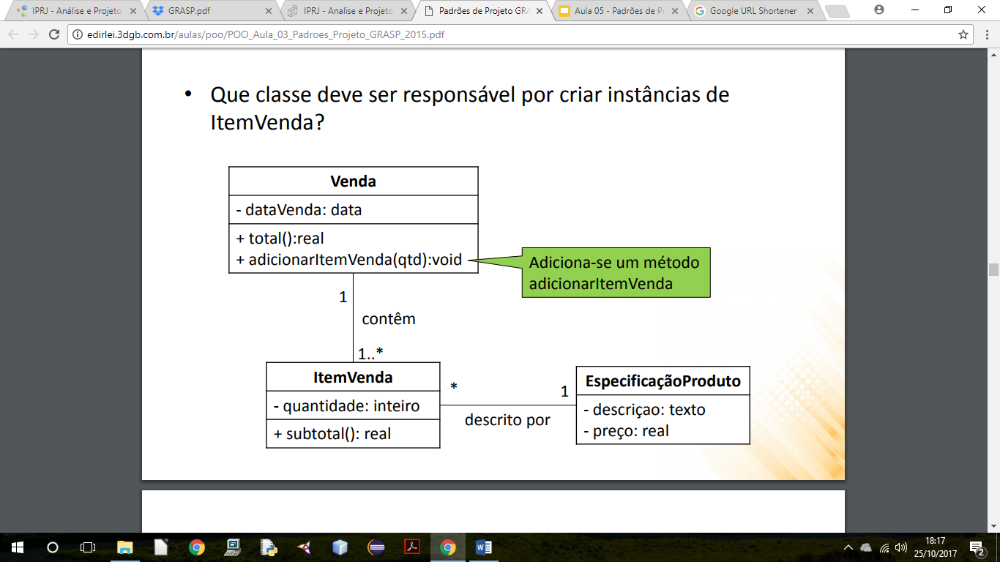 IPRJ - Análise e Projeto
GRASP.pdf
IPRJ - Analise e Projeto
Padrões de Projeto GRA
Aula 05 - Padrões de Pr
Google URL Shortener
edirlei.3dgb.com.br/aulas/poo/POO_Aula_03_Padroes_Projeto_GRASP_2015.pdf
• Que classe deve ser responsável por criar instâncias de
ItemVenda?
Venda
- dataVenda: data
+ total():real
+ adicionarItemVenda(qtd):void
Adiciona-se um método
adicionarItemVenda
1
contêm
1..*
ItemVenda
- quantidade: inteiro
+ subtotal(): real
*
1
descrito por
EspecificaçãoProduto
- descriçao: texto
- preço: real
18:17
25/10/2017
2